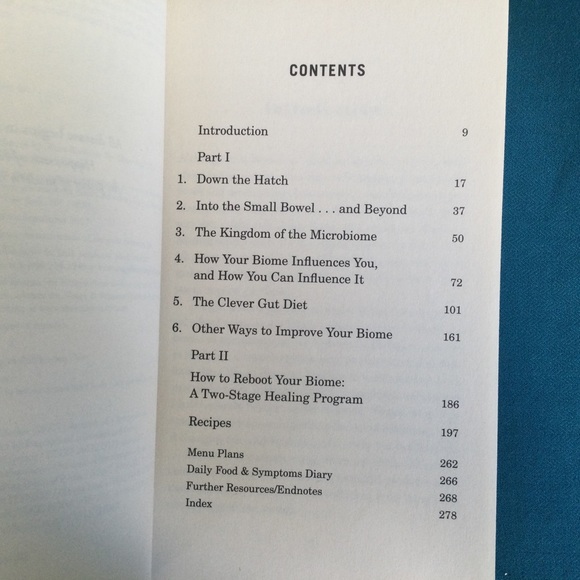 CONTENTS
Introduction 9
Part I
1. Down the Hatch 17
2. Into the Small Bowel . . . and Beyond 37
3. The Kingdom of the Microbiome 50
4. How Your Biome Influences You,
and How You Can Influence It 72
5. The Clever Gut Diet 101
6. Other Ways to Improve Your Biome 161
Part II
How to Reboot Your Biome:
A Two-Stage Healing Program 186
Recipes 197
Menu Plans 262
Daily Food & Symptoms Diary 266
Further Resources/Endnotes 268
Index 278